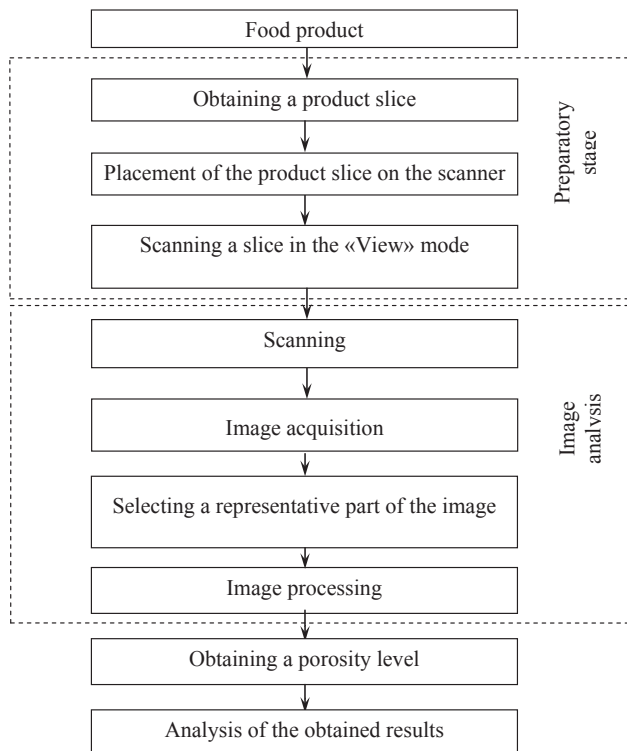 Food product
Obtaining a product slice
Placement of the product slice on the scanner
Scanning a slice in the «View» mode
Preparatory
stage
Scanning
Image acquisition
Selecting a representative part of the image
Image processing
Image
analysis
Obtaining a porosity level
Analysis of the obtained results